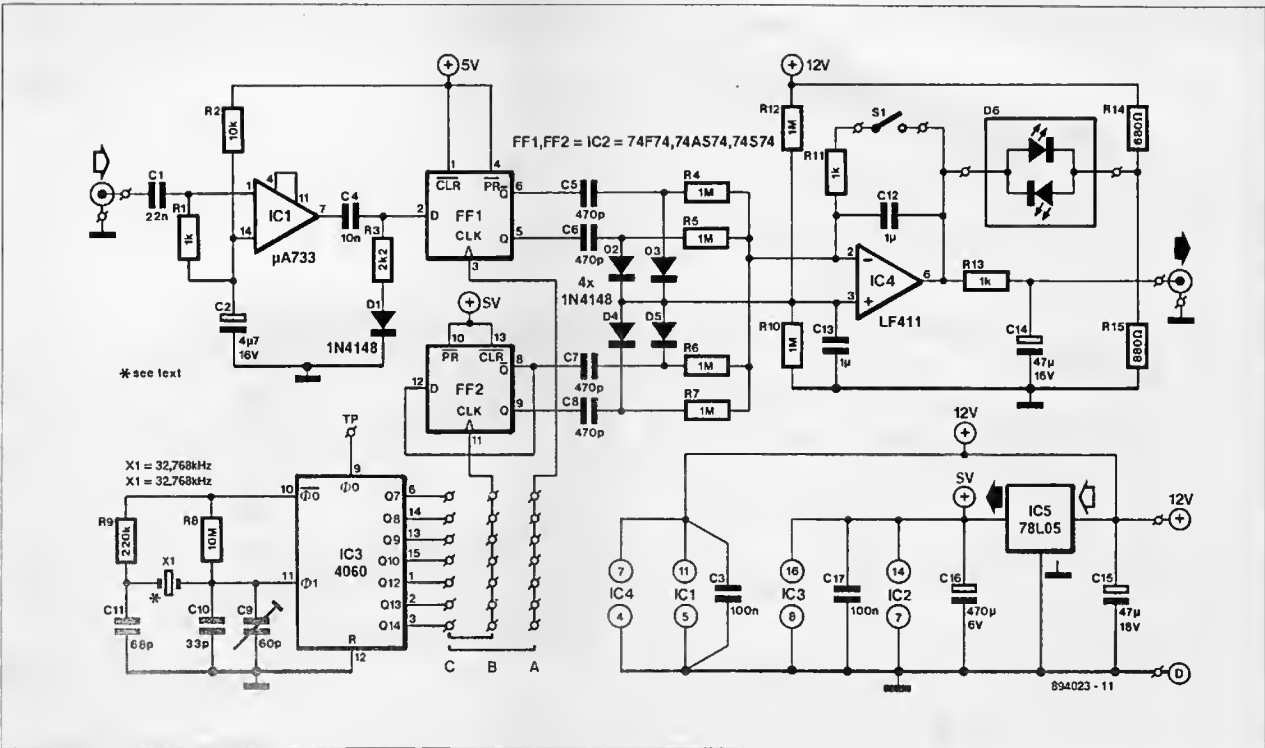 5V
12V
R2
10k
C1
22n
R1
1k
1
14
4
11
IC1
µA733
7
C4
10n
R3
2k2
D1
1N4148
C2
4µ7
16V
* see text
1
4
CLR
PR
Q
6
2
D
FF1
CLK
Q
5
3
FF1,FF2 = IC2 = 74F74,74AS74,74S74
C5
470p
C6
470p
R4
1M
R5
1M
D2
D3
4x
1N4148
D4
D5
5V
10
13
PR
CLR
Q
8
12
D
FF2
CLK
Q
9
11
C7
470p
C8
470p
R6
1M
R7
1M
R12
1M
S1
R11
1k
C12
1µ
2
3
IC4
LF411
6
R10
1M
C13
1µ
D6
R14
680Ω
R13
1k
C14
47µ
16V
R15
680Ω
TP
X1 = 32,768kHz
X1 = 32,768kHz
9
10
Φ0
Φ0
R9
220k
R8
10M
X1
*
11
Φ1
IC3
4060
C11
68p
C10
33p
C9
60p
R
12
Q7
6
Q8
14
Q9
13
Q10
15
Q12
1
Q13
2
Q14
3
C
B
A
12V
5V
IC5
78L05
12V
7
IC4
4
11
IC1
5
C3
100n
16
IC3
8
C17
100n
14
IC2
7
C16
470µ
6V
C15
47µ
18V
894023 - 11
0